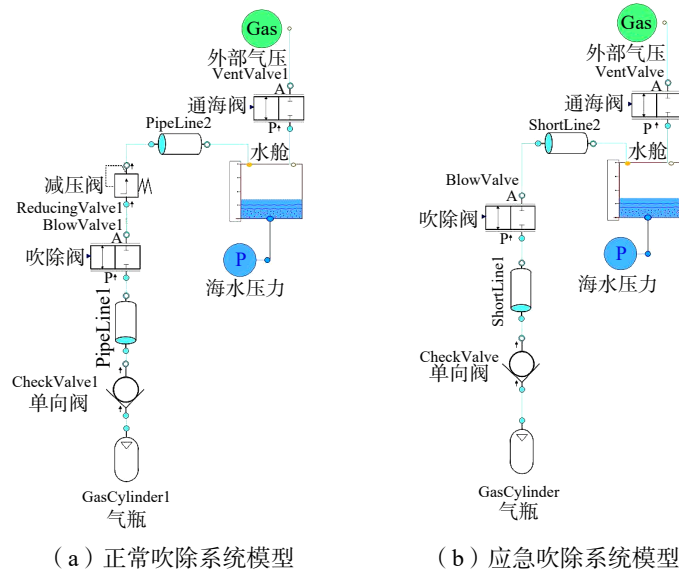 Gas
外部气压
VentValve1
A
通海阀
P
PipeLine2
水舱
减压阀
ReducingValve1
BlowValve1
A
吹除阀
P
P
海水压力
PipeLine1
CheckValve1
单向阀
GasCylinder1
气瓶
（a）正常吹除系统模型
Gas
外部气压
VentValve
A
通海阀
P
ShortLine2
水舱
BlowValve
A
吹除阀
P
P
海水压力
ShortLine1
CheckValve
单向阀
GasCylinder
气瓶
（b）应急吹除系统模型